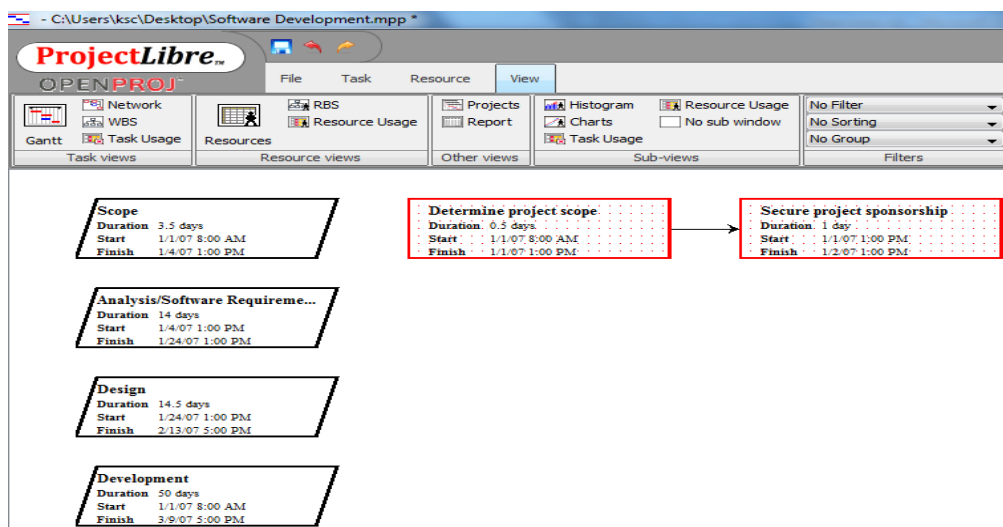 - C:\Users\ksc\Desktop\Software Development.mpp *
ProjectLibre™
OPENPROJ
File Task Resource View
Network
WBS
Gantt Task Usage
Task views
Resources
RBS
Resource Usage
Resource views
Projects
Report
Other views
Histogram Resource Usage
Charts No sub window
Task Usage
Sub-views
No Filter
No Sorting
No Group
Filters
Scope
Duration 3.5 days
Start 1/1/07 8:00 AM
Finish 1/4/07 1:00 PM
Determine project scope
Duration 0.5 days
Start 1/1/07 8:00 AM
Finish 1/1/07 1:00 PM
Secure project sponsorship
Duration 1 day
Start 1/1/07 1:00 PM
Finish 1/2/07 1:00 PM
Analysis/Software Requireme...
Duration 14 days
Start 1/4/07 1:00 PM
Finish 1/24/07 1:00 PM
Design
Duration 14.5 days
Start 1/24/07 1:00 PM
Finish 2/13/07 5:00 PM
Development
Duration 50 days
Start 1/1/07 8:00 AM
Finish 3/9/07 5:00 PM